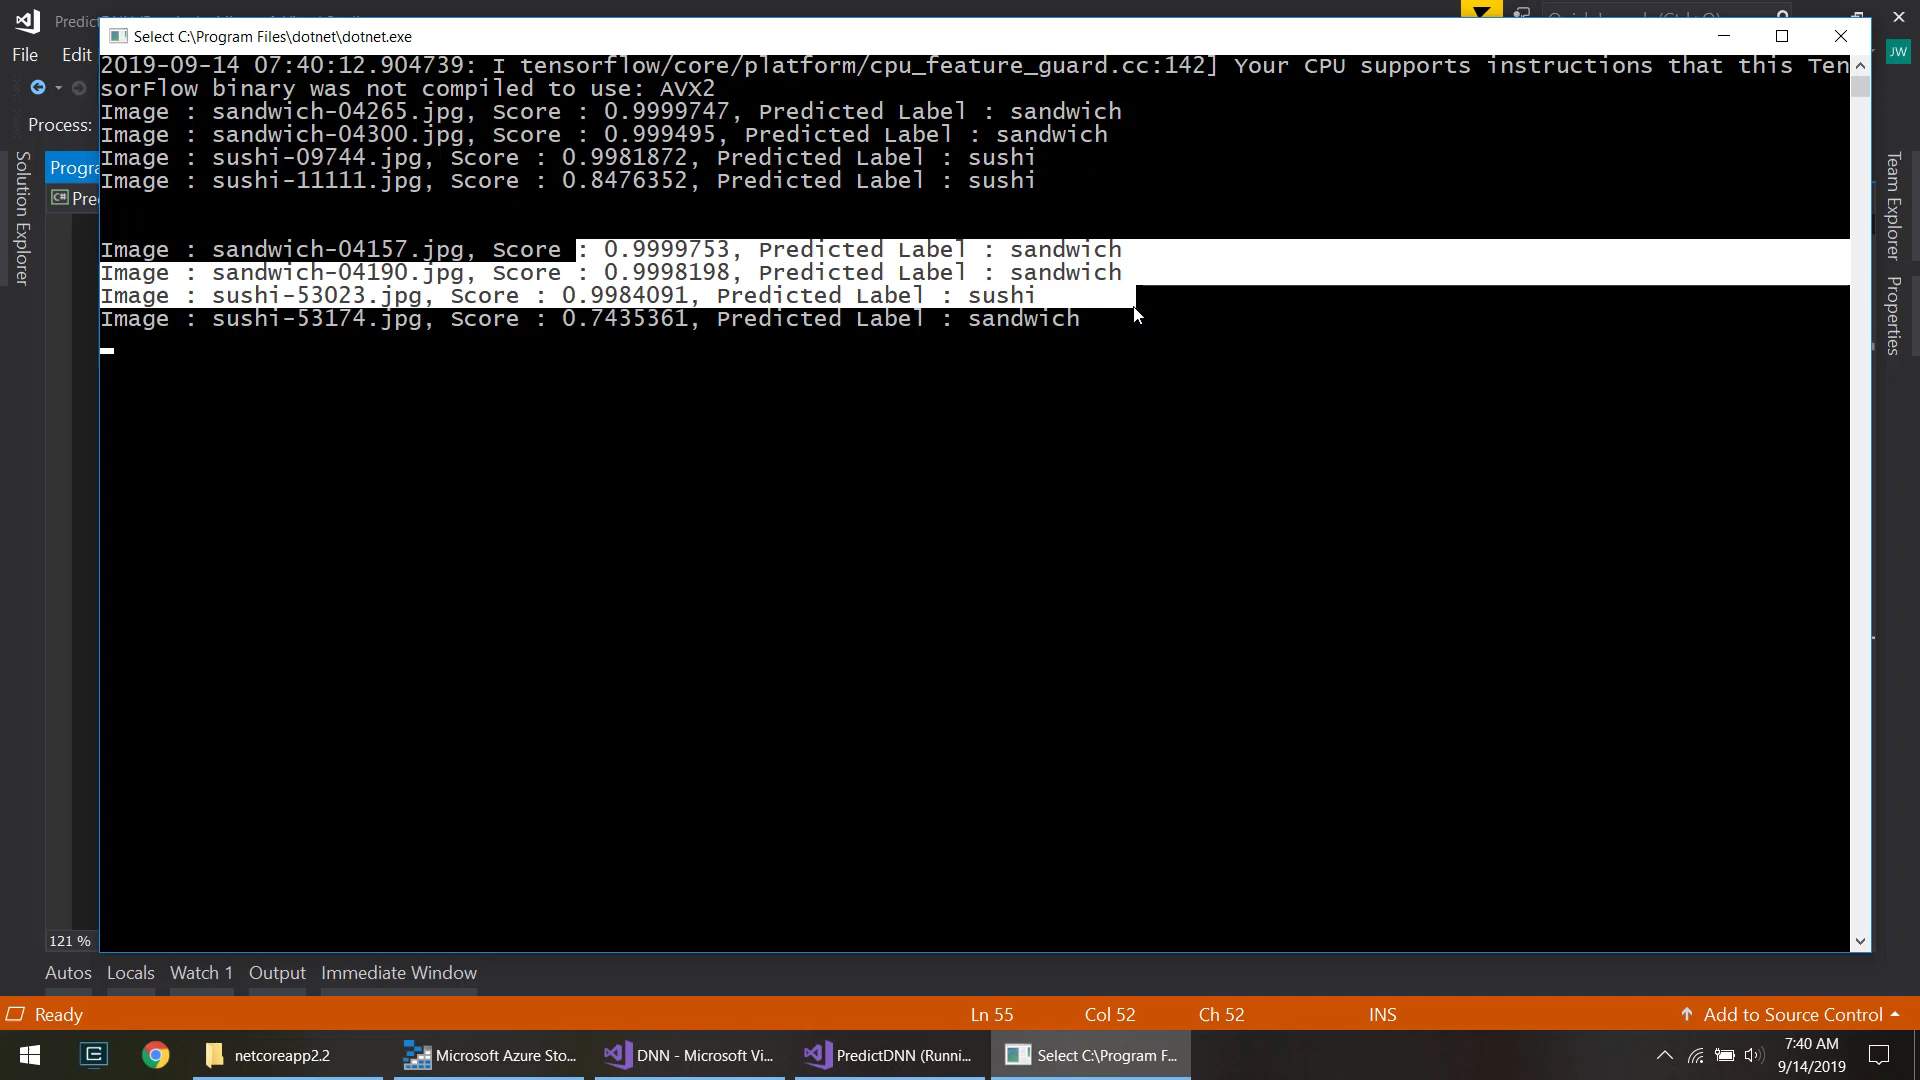 Select C:\Program Files\dotnet\dotnet.exe
File Edit
JW
2019-09-14 07:40:12.904739: I tensorflow/core/platform/cpu_feature_guard.cc:142] Your CPU supports instructions that this Ten
sorFlow binary was not compiled to use: AVX2
Image : sandwich-04265.jpg, Score : 0.9999747, Predicted Label : sandwich
Process:
Image : sandwich-04300.jpg, Score : 0.999495, Predicted Label : sandwich
Image : sushi-09744.jpg, Score : 0.9981872, Predicted Label : sushi
Image : sushi-11111.jpg, Score : 0.8476352, Predicted Label : sushi
Solution Explorer
Team Explorer
Properties
Image : sandwich-04157.jpg, Score : 0.9999753, Predicted Label : sandwich
Image : sandwich-04190.jpg, Score : 0.9998198, Predicted Label : sandwich
Image : sushi-53023.jpg, Score : 0.9984091, Predicted Label : sushi
Image : sushi-53174.jpg, Score : 0.7435361, Predicted Label : sandwich
121 %
Autos Locals Watch 1 Output Immediate Window
Ready Ln 55 Col 52 Ch 52 INS Add to Source Control
netcoreapp2.2 Microsoft Azure Sto... DNN - Microsoft Vi... PredictDNN (Runni... Select C:\Program F...
7:40 AM
9/14/2019